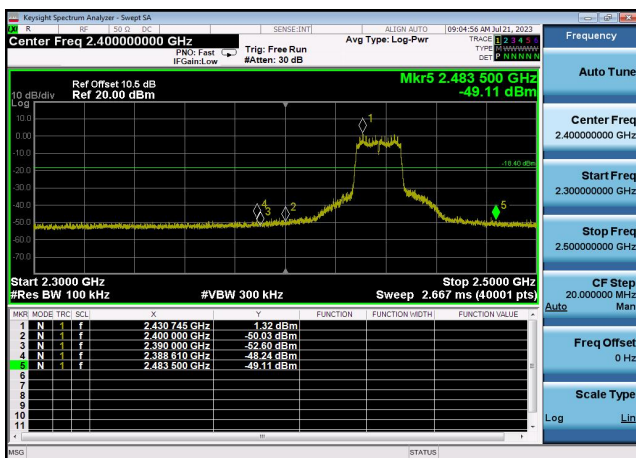 Keysight Spectrum Analyzer - Swept SA
R RF 50 Ω DC SENSE:INT ALIGN AUTO 09:04:56 AM Jul 21, 2023
Center Freq 2.400000000 GHz
PNO: Fast
IFGain:Low
Trig: Free Run
#Atten: 30 dB
Avg Type: Log-Pwr
TRACE 1 2 3 4 5 6
TYPE M W W W W W
DET P N N N N N
Ref Offset 10.5 dB
10 dB/div Ref 20.00 dBm
Log
Mkr5 2.483 500 GHz
-49.11 dBm
10.0
0.00
-10.0
-20.0
-30.0
-40.0
-50.0
-60.0
-70.0
1
-18.40 dBm
4
3
2
5
Start 2.3000 GHz Stop 2.5000 GHz
#Res BW 100 kHz #VBW 300 kHz Sweep 2.667 ms (40001 pts)
MKR MODE TRC SCL X Y FUNCTION FUNCTION WIDTH FUNCTION VALUE
1 N 1 f 2.430 745 GHz 1.32 dBm
2 N 1 f 2.400 000 GHz -50.03 dBm
3 N 1 f 2.390 000 GHz -52.60 dBm
4 N 1 f 2.388 610 GHz -48.24 dBm
5 N 1 f 2.483 500 GHz -49.11 dBm
6
7
8
9
10
11
MSG STATUS
Frequency
Auto Tune
Center Freq
2.400000000 GHz
Start Freq
2.300000000 GHz
Stop Freq
2.500000000 GHz
CF Step
20.000000 MHz
Auto Man
Freq Offset
0 Hz
Scale Type
Log Lin